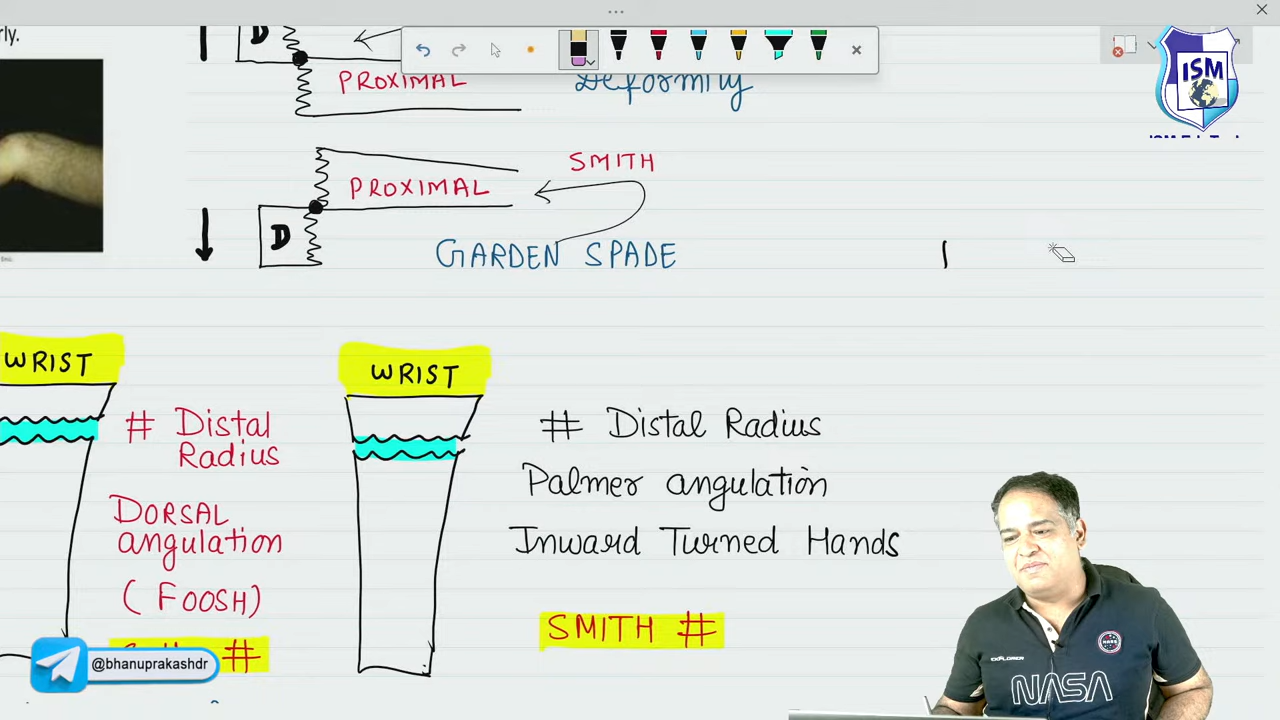 rly.
D
PROXIMAL
Deformity
ISM
SMITH
PROXIMAL
D
GARDEN SPADE
WRIST
WRIST
# Distal
Radius
DORSAL
angulation
(FOOSH)
#
# Distal Radius
Palmer angulation
Inward Turned Hands
SMITH #
@bhanuprakashdr
EXPLORER
NASA